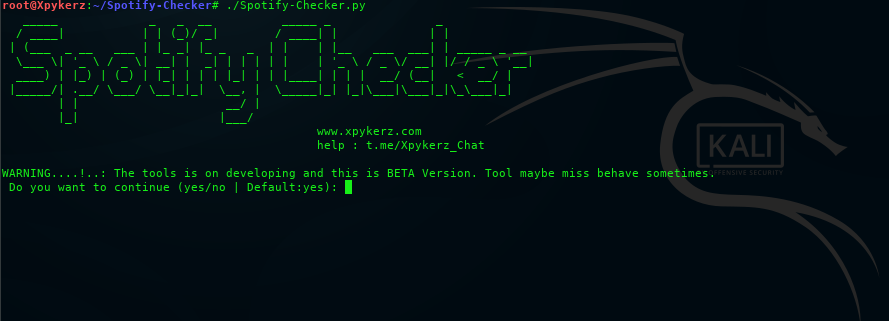 root@Xpykerz:~/Spotify-Checker# ./Spotify-Checker.py
Spotify Checker
www.xpykerz.com
help : t.me/Xpykerz_Chat
KALI
OFFENSIVE SECURITY
WARNING....!..: The tools is on developing and this is BETA Version. Tool maybe miss behave sometimes.
Do you want to continue (yes/no | Default:yes):